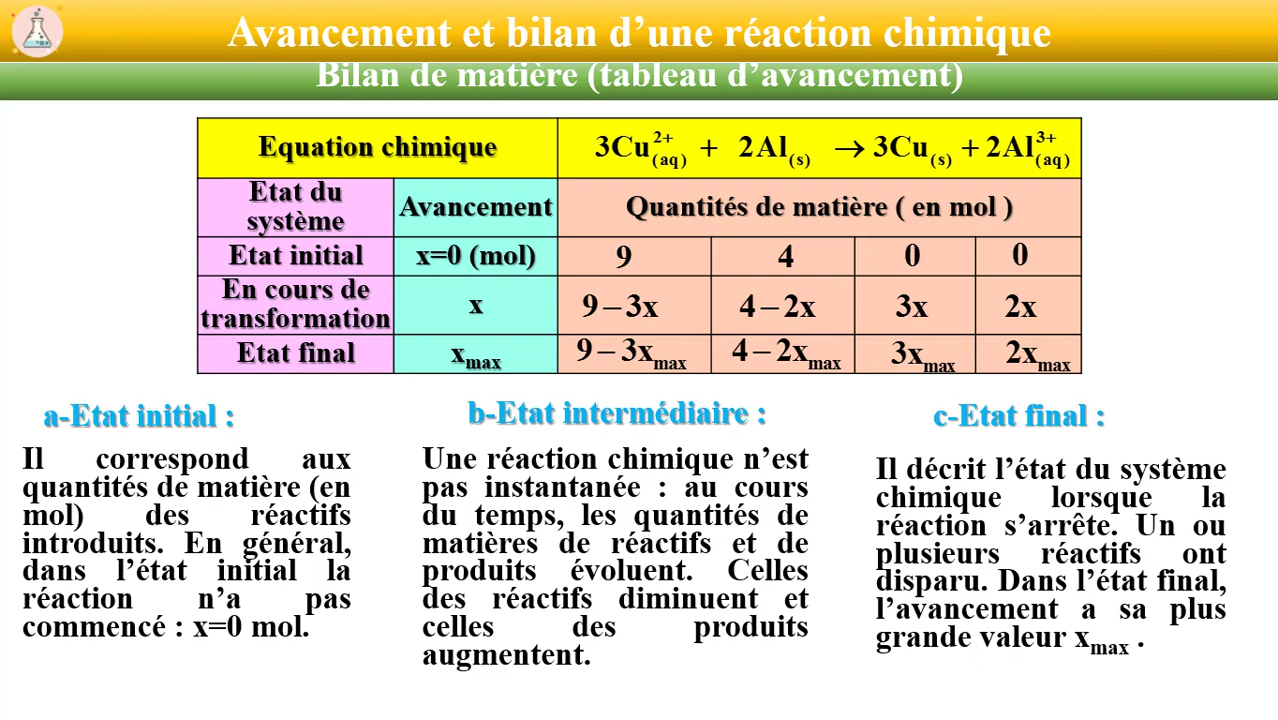 Avancement et bilan d’une réaction chimique
Bilan de matière (tableau d’avancement)
Equation chimique 3Cu²⁺(aq) + 2Al(s) → 3Cu(s) + 2Al³⁺(aq)
Etat du
système
Avancement
Quantités de matière ( en mol )
Etat initial x=0 (mol) 9 4 0 0
En cours de
transformation
x 9 – 3x 4 – 2x 3x 2x
Etat final xmax 9 – 3xmax 4 – 2xmax 3xmax 2xmax
a-Etat initial :
Il correspond aux
quantités de matière (en
mol) des réactifs
introduits. En général,
dans l’état initial la
réaction n’a pas
commencé : x=0 mol.
b-Etat intermédiaire :
Une réaction chimique n’est
pas instantanée : au cours
du temps, les quantités de
matières de réactifs et de
produits évoluent. Celles
des réactifs diminuent et
celles des produits
augmentent.
c-Etat final :
Il décrit l’état du système
chimique lorsque la
réaction s’arrête. Un ou
plusieurs réactifs ont
disparu. Dans l’état final,
l’avancement a sa plus
grande valeur xmax .